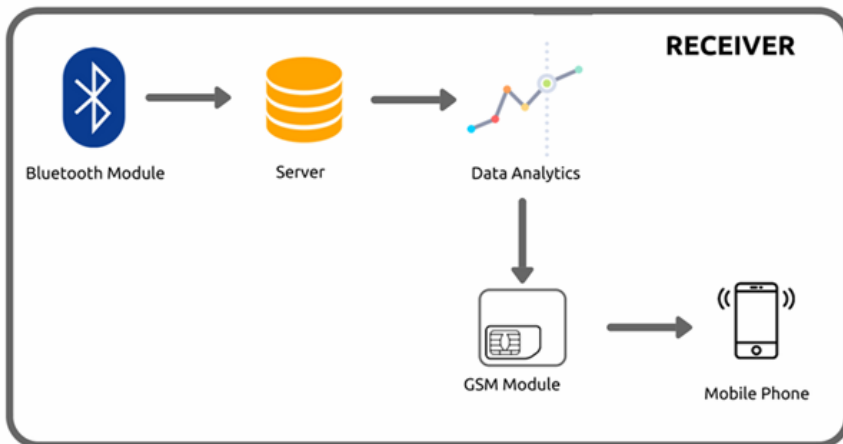 RECEIVER
Bluetooth Module
Server
Data Analytics
GSM Module
Mobile Phone